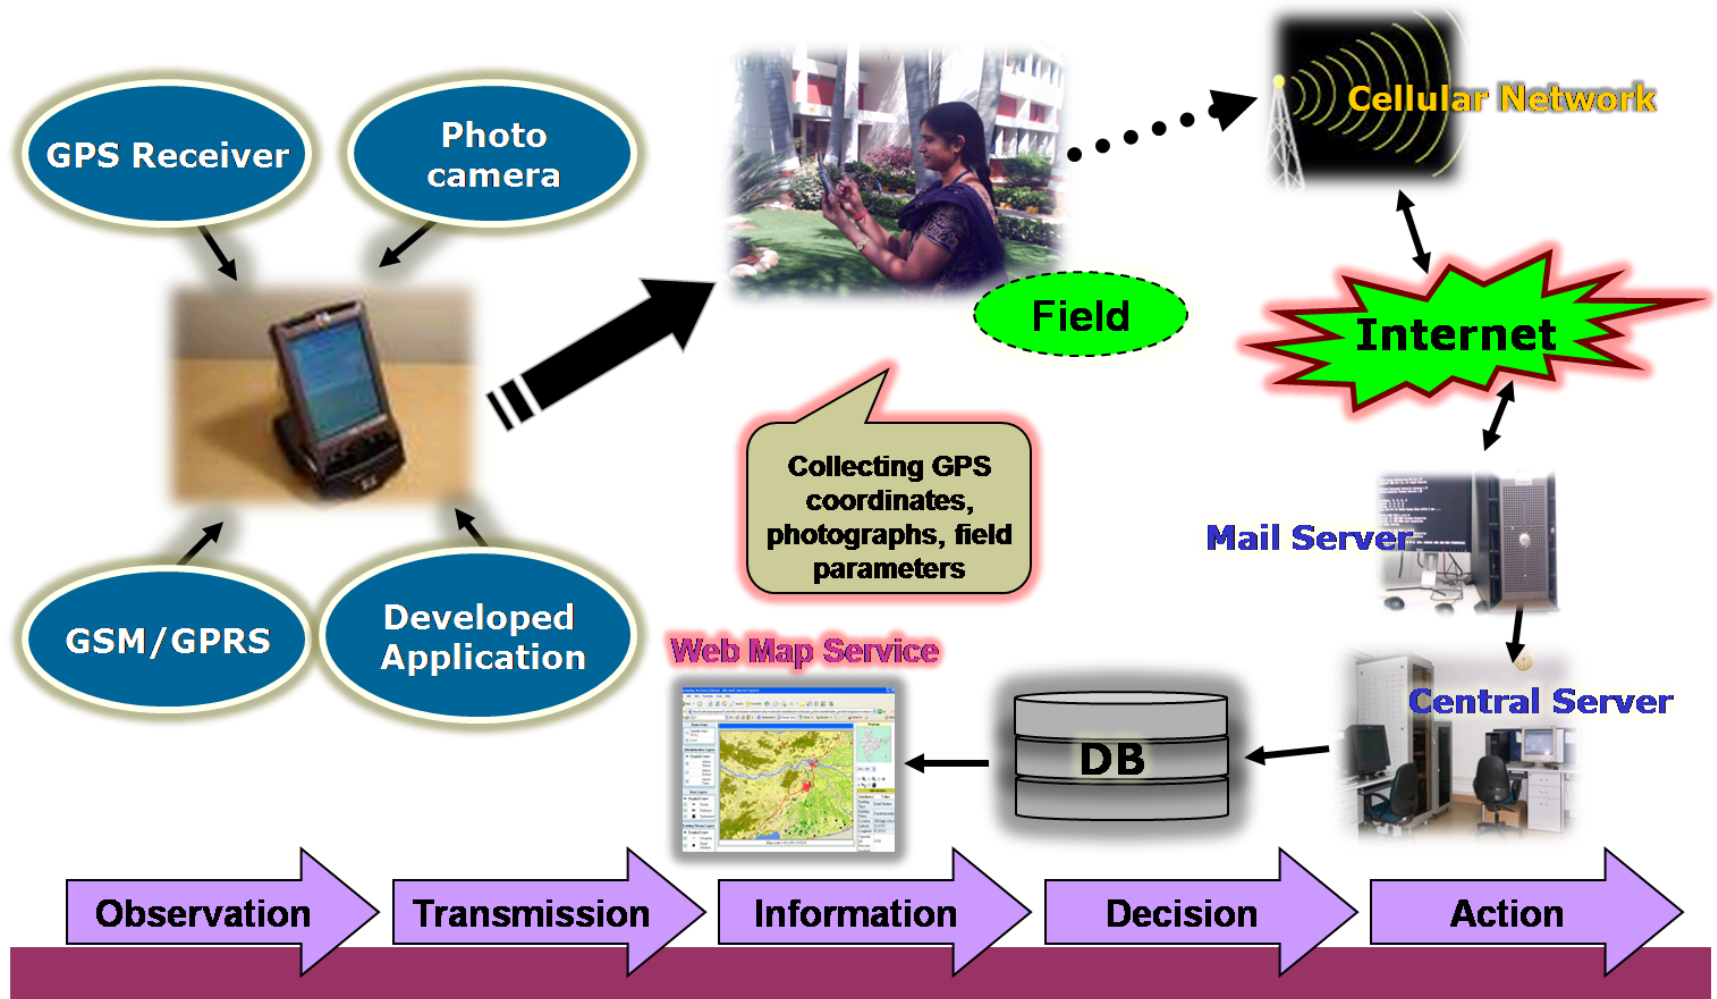 GPS Receiver
Photo
camera
GSM/GPRS
Developed
Application
Field
Collecting GPS
coordinates,
photographs, field
parameters
Cellular Network
Internet
Mail Server
Central Server
DB
Web Map Service
Observation
Transmission
Information
Decision
Action